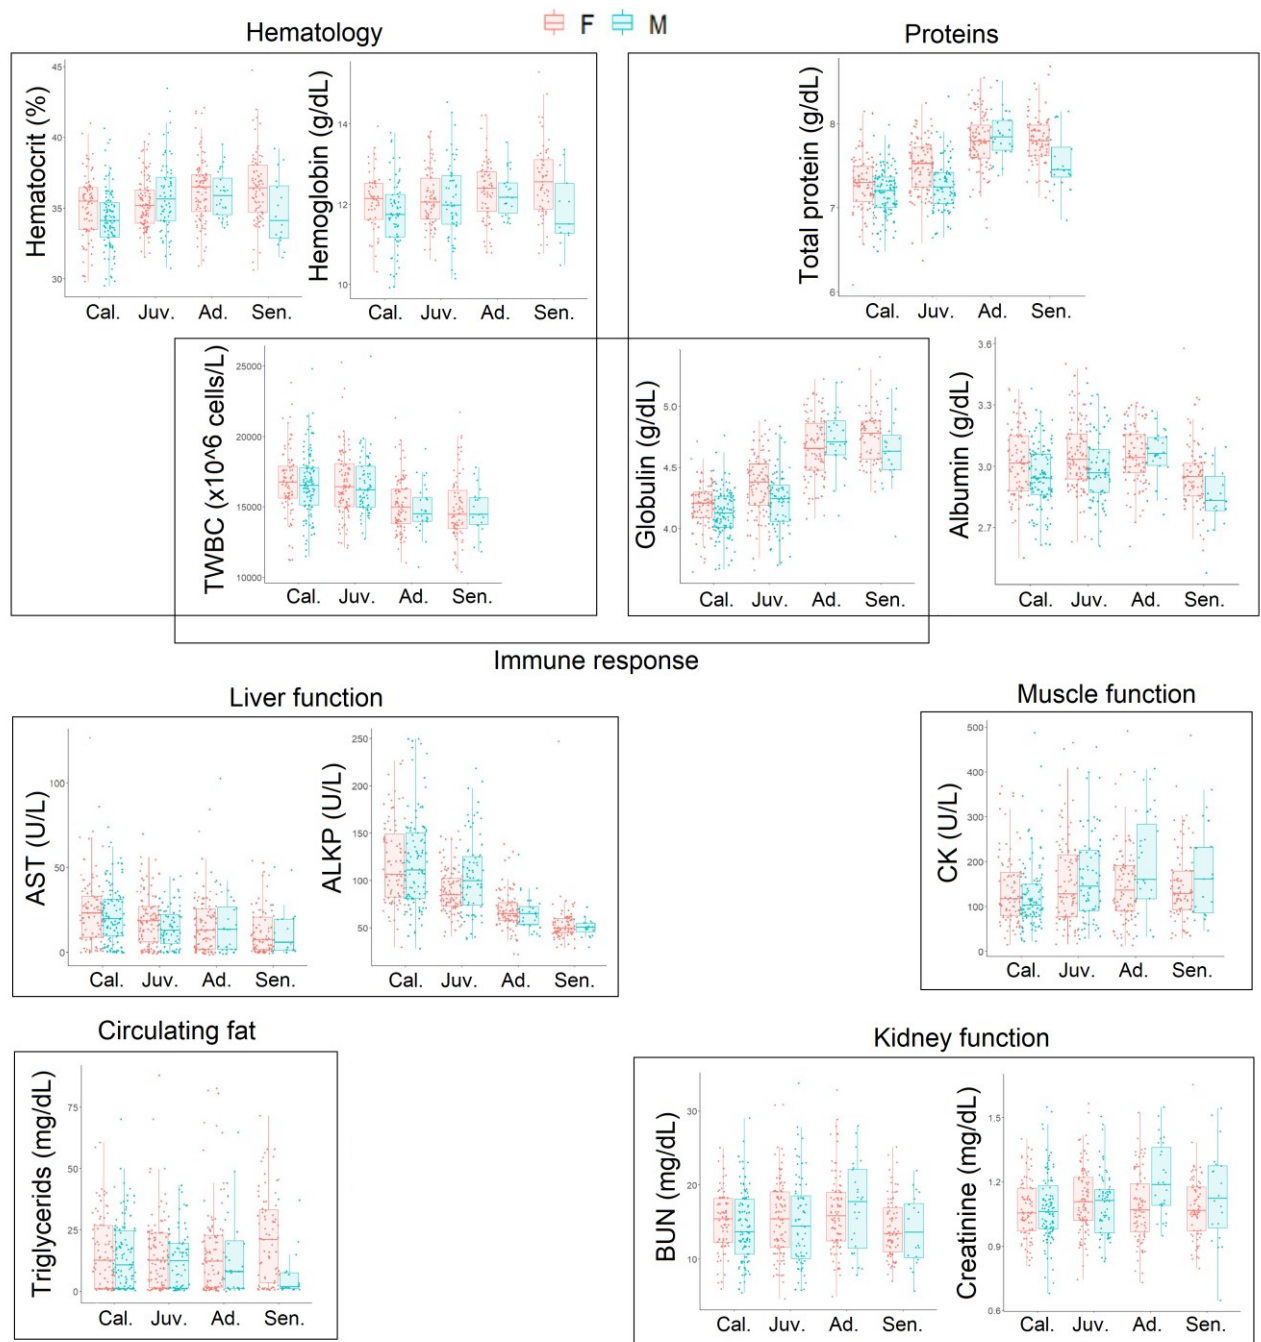 F M
Hematology
Proteins
Hematocrit (%)
45
40
35
30
Cal. Juv. Ad. Sen.
Hemoglobin (g/dL)
14
12
10
Cal. Juv. Ad. Sen.
Total protein (g/dL)
8
7
6
Cal. Juv. Ad. Sen.
TWBC (x10^6 cells/L)
25000
20000
15000
10000
Cal. Juv. Ad. Sen.
Globulin (g/dL)
5.0
4.5
4.0
Cal. Juv. Ad. Sen.
Albumin (g/dL)
3.6
3.3
3.0
2.7
Cal. Juv. Ad. Sen.
Immune response
Liver function
Muscle function
AST (U/L)
100
50
0
Cal. Juv. Ad. Sen.
ALKP (U/L)
250
200
150
100
50
Cal. Juv. Ad. Sen.
CK (U/L)
500
400
300
200
100
0
Cal. Juv. Ad. Sen.
Circulating fat
Kidney function
Triglycerids (mg/dL)
75
50
25
0
Cal. Juv. Ad. Sen.
BUN (mg/dL)
30
20
10
Cal. Juv. Ad. Sen.
Creatinine (mg/dL)
1.5
1.2
0.9
0.6
Cal. Juv. Ad. Sen.